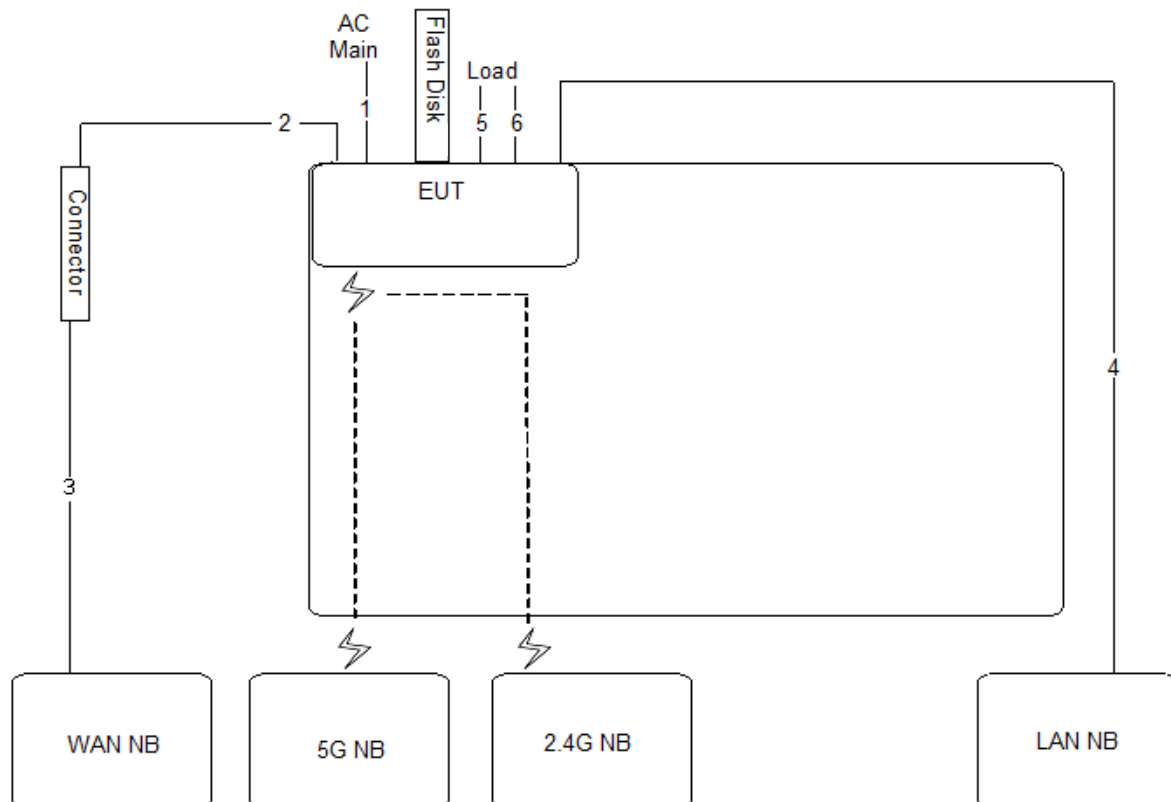 AC
Main
Flash Disk
Load
1
2
5
6
Connector
EUT
4
3
WAN NB
5G NB
2.4G NB
LAN NB